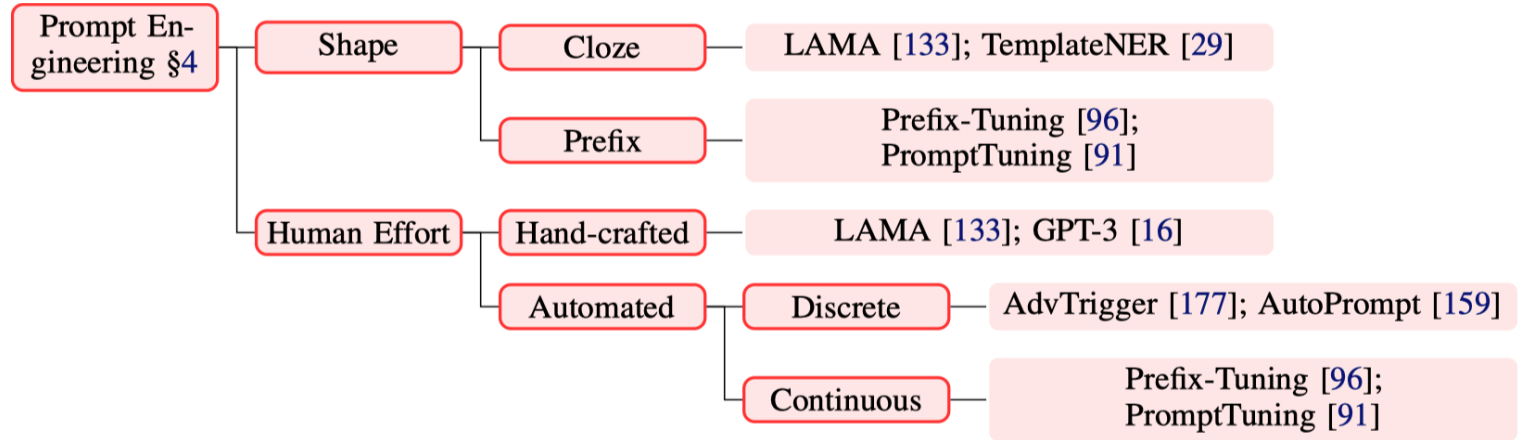 Prompt En-
gineering §4
Shape
Cloze
LAMA [133]; TemplateNER [29]
Prefix
Prefix-Tuning [96];
PromptTuning [91]
Human Effort
Hand-crafted
LAMA [133]; GPT-3 [16]
Automated
Discrete
AdvTrigger [177]; AutoPrompt [159]
Continuous
Prefix-Tuning [96];
PromptTuning [91]